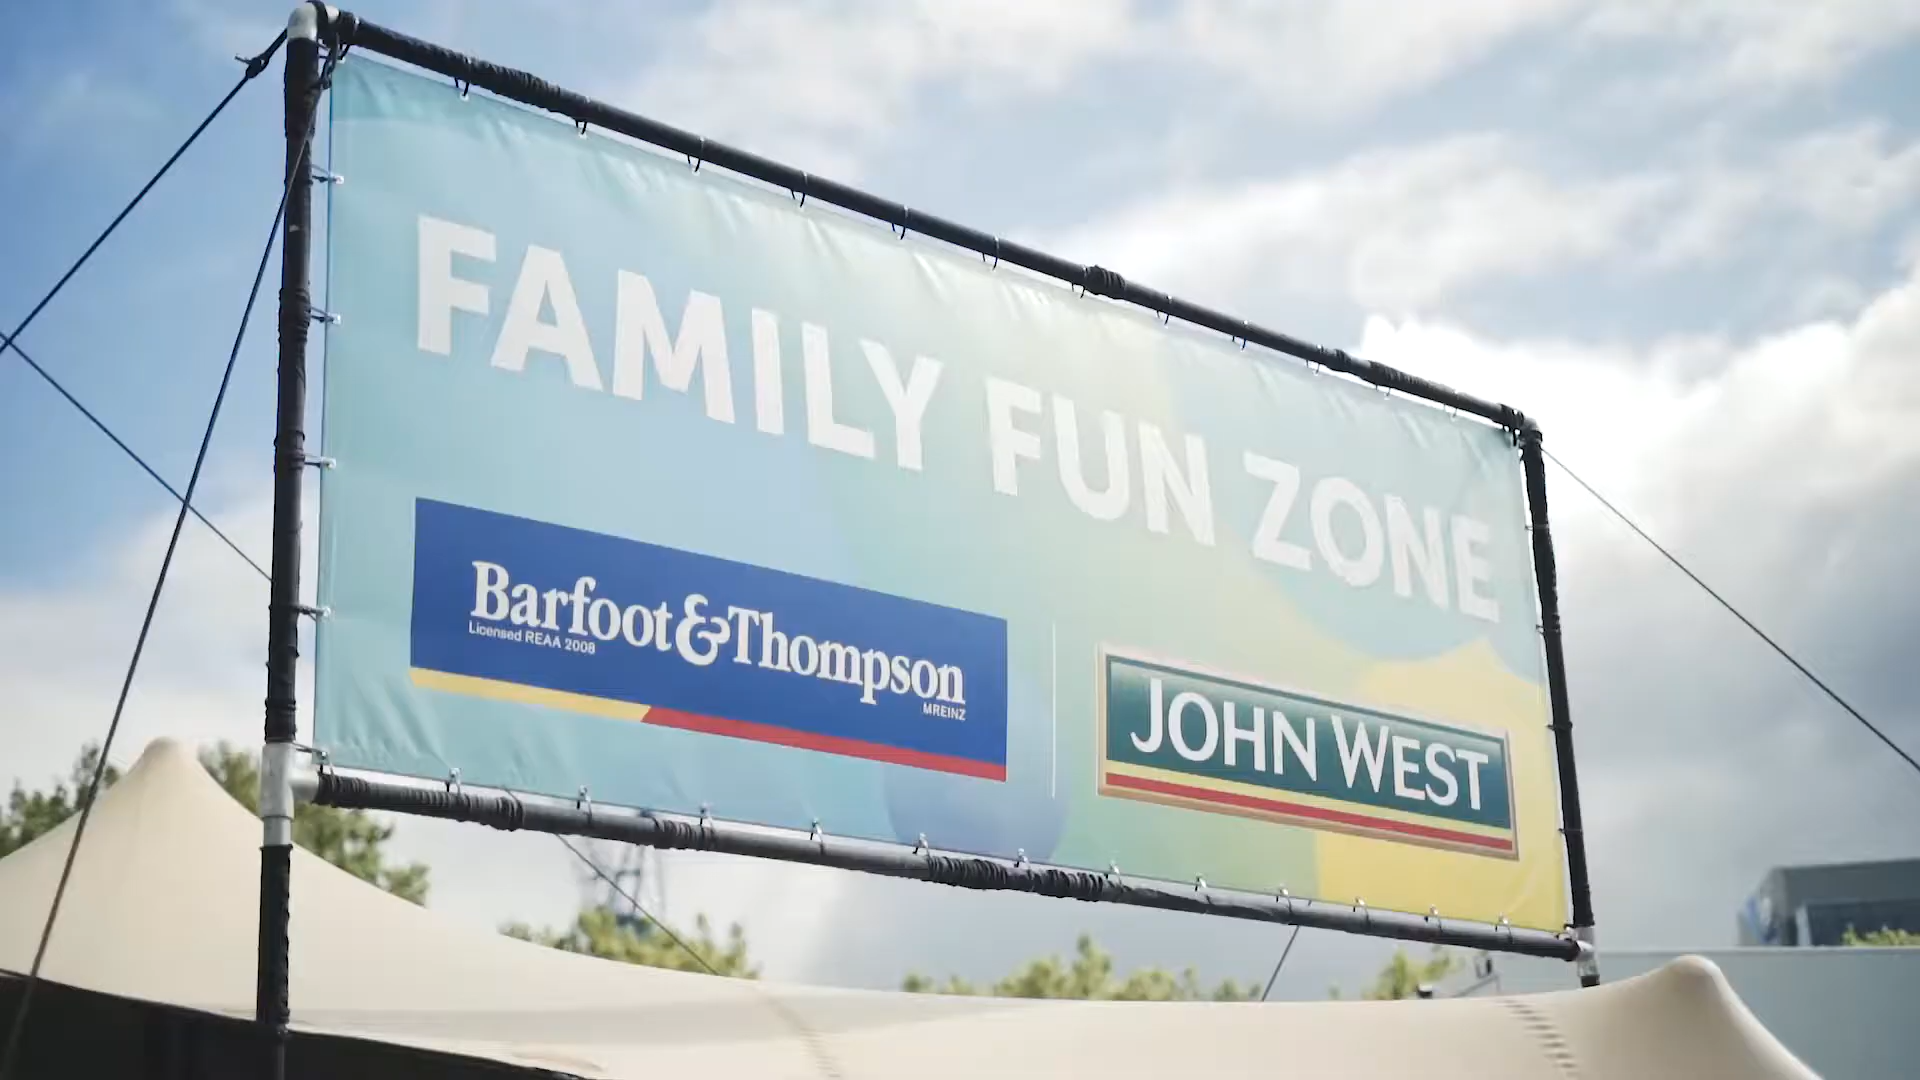 FAMILY FUN ZONE
Barfoot&Thompson
Licensed REAA 2008
MREINZ
JOHN WEST